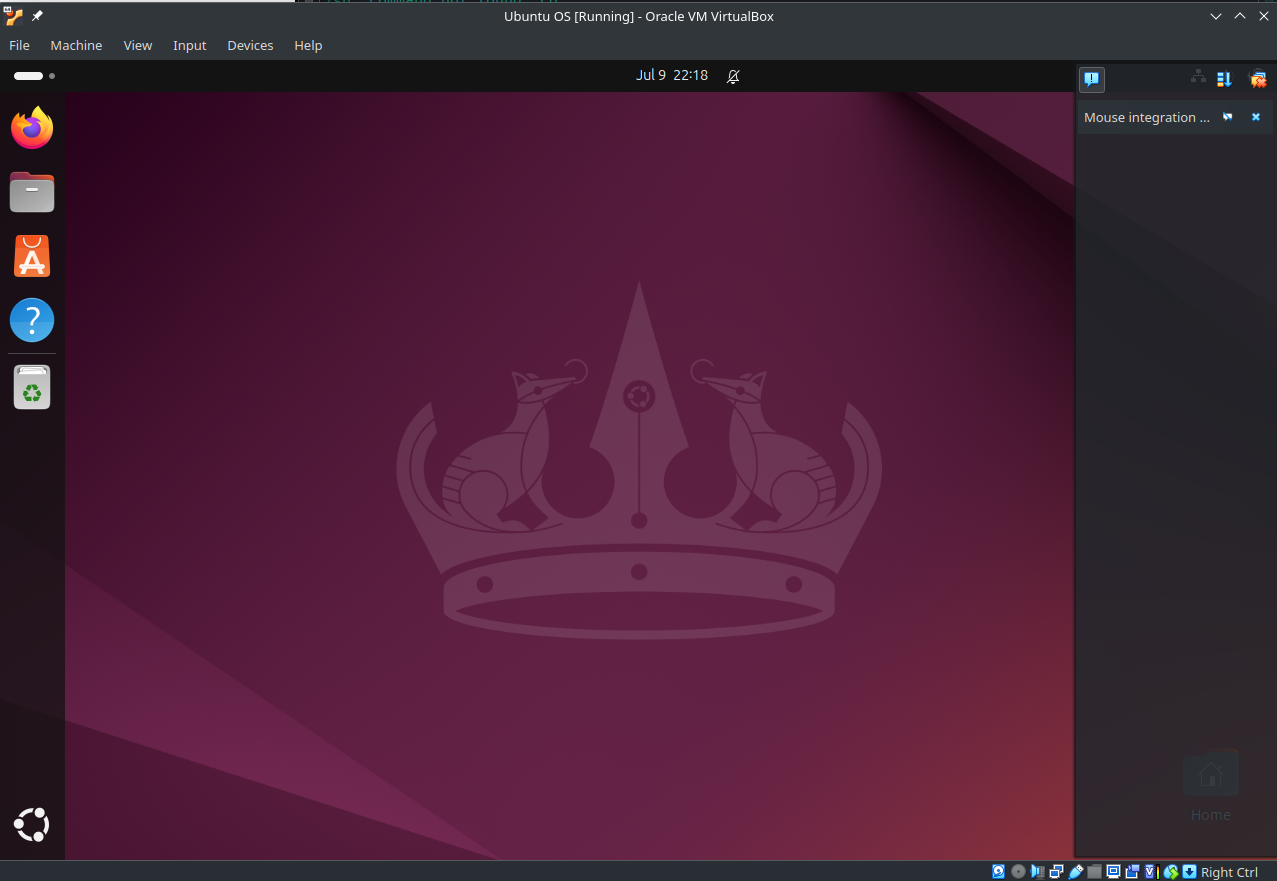 Ubuntu OS [Running] - Oracle VM VirtualBox
File Machine View Input Devices Help
Jul 9 22:18
Mouse integration ...
Home
Right Ctrl